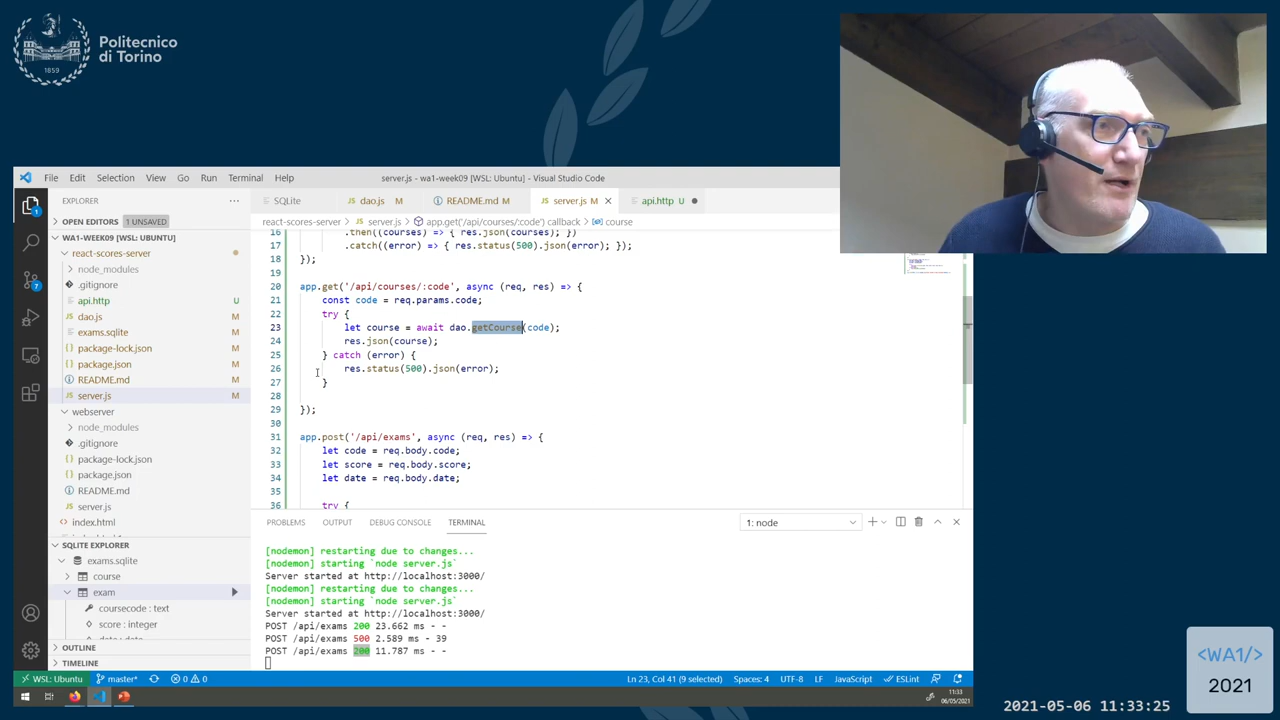 Politecnico
di Torino
1859
File Edit Selection View Go Run Terminal Help
server.js - wa1-week09 [WSL: Ubuntu] - Visual Studio Code
EXPLORER ···
OPEN EDITORS 1 UNSAVED
WA1-WEEK09 [WSL: UBUNTU]
react-scores-server
node_modules
.gitignore
api.http U
dao.js M
exams.sqlite M
package-lock.json M
package.json M
README.md M
server.js M
webserver
node_modules
.gitignore
package-lock.json
package.json
README.md
server.js
index.html
SQLITE EXPLORER
exams.sqlite
course
exam
coursecode : text
score : integer
OUTLINE
TIMELINE
SQLite dao.js M README.md M server.js M × api.http U ●
react-scores-server > server.js > app.get('/api/courses/:code') callback > course
16 .then((courses) => { res.json(courses); })
17 .catch((error) => { res.status(500).json(error); });
18 });
19
20 app.get('/api/courses/:code', async (req, res) => {
21 const code = req.params.code;
22 try {
23 let course = await dao.getCourse(code);
24 res.json(course);
25 } catch (error) {
26 res.status(500).json(error);
27 }
28
29 });
30
31 app.post('/api/exams', async (req, res) => {
32 let code = req.body.code;
33 let score = req.body.score;
34 let date = req.body.date;
35
36 try {
PROBLEMS OUTPUT DEBUG CONSOLE TERMINAL 1: node
[nodemon] restarting due to changes...
[nodemon] starting `node server.js`
Server started at http://localhost:3000/
[nodemon] restarting due to changes...
[nodemon] starting `node server.js`
Server started at http://localhost:3000/
POST /api/exams 200 23.662 ms - -
POST /api/exams 500 2.589 ms - 39
POST /api/exams 200 11.787 ms - -
WSL: Ubuntu master* 0 0 Ln 23, Col 41 (9 selected) Spaces: 4 UTF-8 LF JavaScript ESLint
11:33
06/05/2021
<WA1/>
2021
2021-05-06 11:33:25